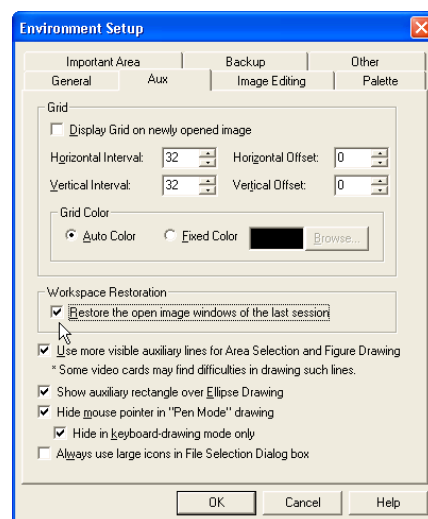 Environment Setup
Important Area Backup Other
General Aux Image Editing Palette
Grid
Display Grid on newly opened image
Horizontal Interval: 32 Horizontal Offset: 0
Vertical Interval: 32 Vertical Offset: 0
Grid Color
Auto Color Fixed Color Browse...
Workspace Restoration
Restore the open image windows of the last session
Use more visible auxiliary lines for Area Selection and Figure Drawing
* Some video cards may find difficulties in drawing such lines.
Show auxiliary rectangle over Ellipse Drawing
Hide mouse pointer in "Pen Mode" drawing
Hide in keyboard-drawing mode only
Always use large icons in File Selection Dialog box
OK Cancel Help